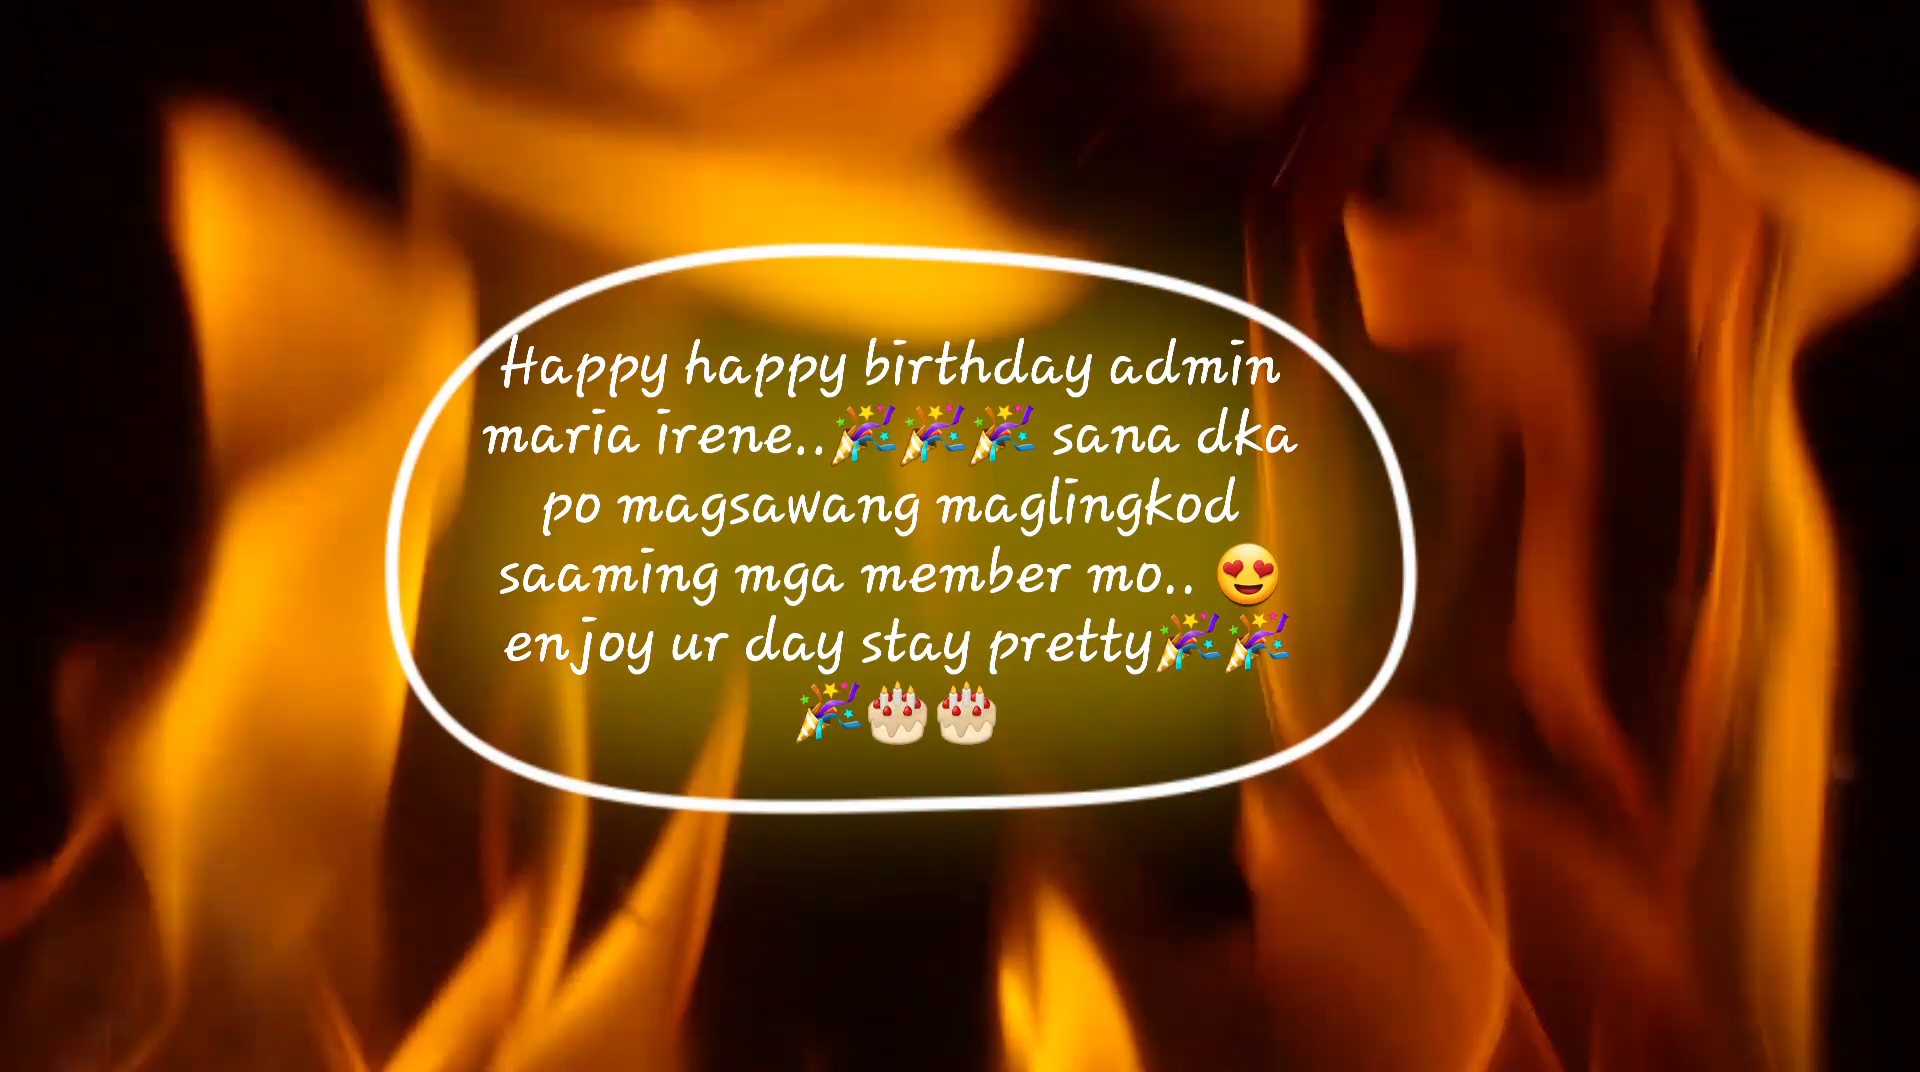 Happy happy birthday admin
maria irene..🎉🎉🎉 sana dka
po magsawang maglingkod
saaming mga member mo.. 😍
enjoy ur day stay pretty🎉🎉
🎉🎂🎂